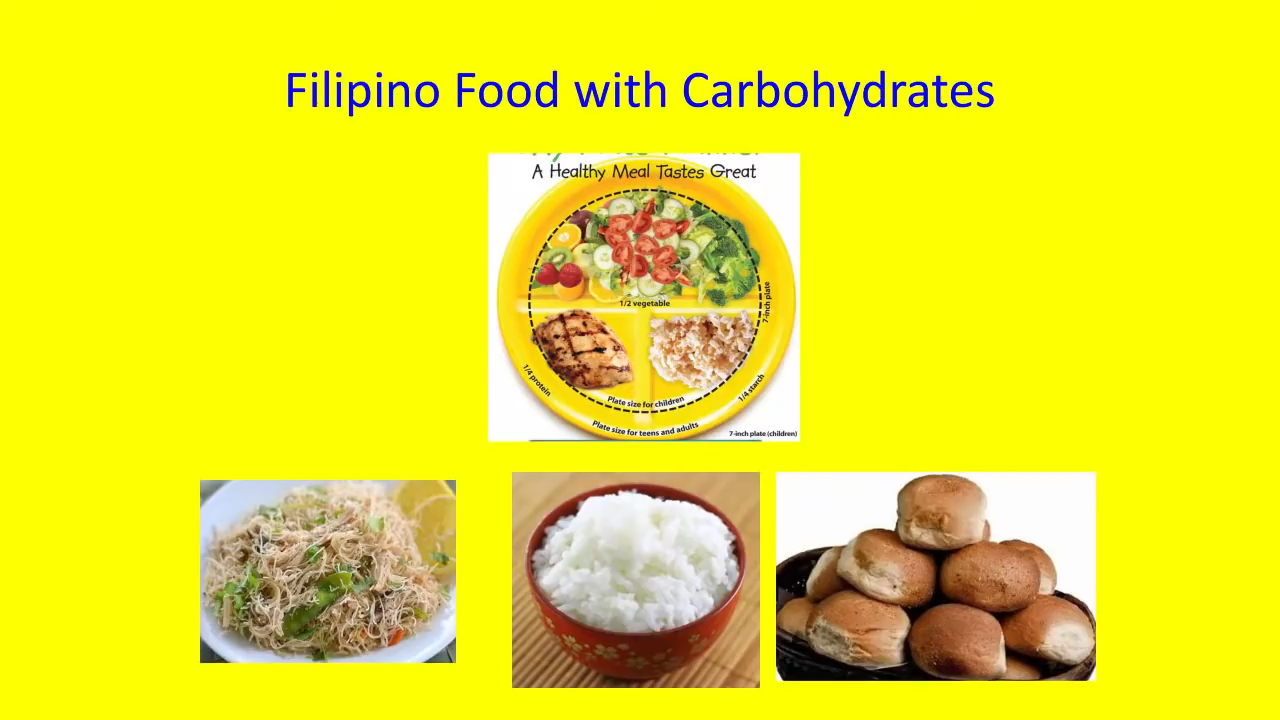 Filipino Food with Carbohydrates
A Healthy Meal Tastes Great
1/2 vegetable
7-inch plate
1/4 protein
1/4 starch
Plate size for children
Plate size for teens and adults
7-inch plate (children)